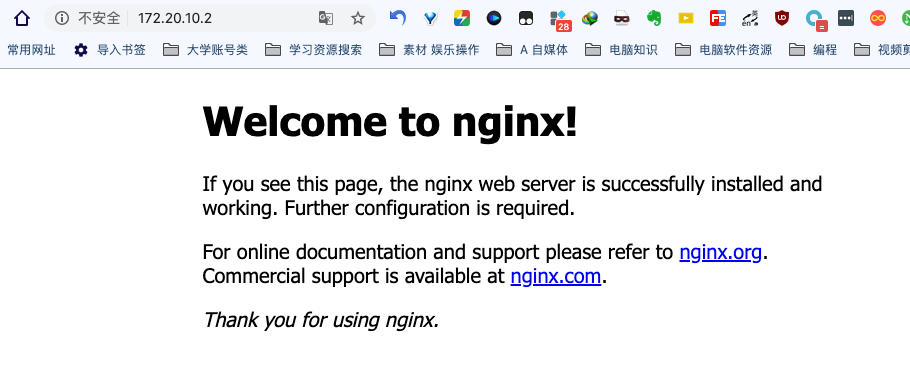 不安全 172.20.10.2
28
en
FE
UD
=
常用网址 导入书签 大学账号类 学习资源搜索 素材 娱乐操作 A 自媒体 电脑知识 电脑软件资源 编程 视频剪
Welcome to nginx!
If you see this page, the nginx web server is successfully installed and
working. Further configuration is required.
For online documentation and support please refer to nginx.org.
Commercial support is available at nginx.com.
Thank you for using nginx.